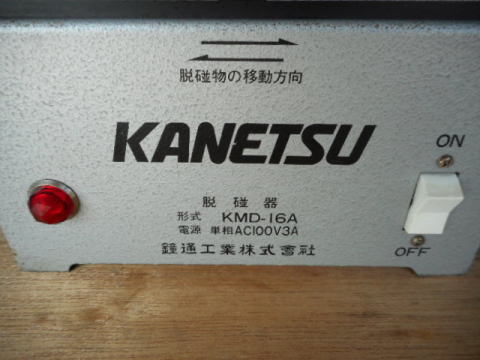 脱磁物の移動方向
KANETSU
ON
脱磁器
形式 KMD-16A
電源 単相AC100V3A
鐘通工業株式会社
OFF